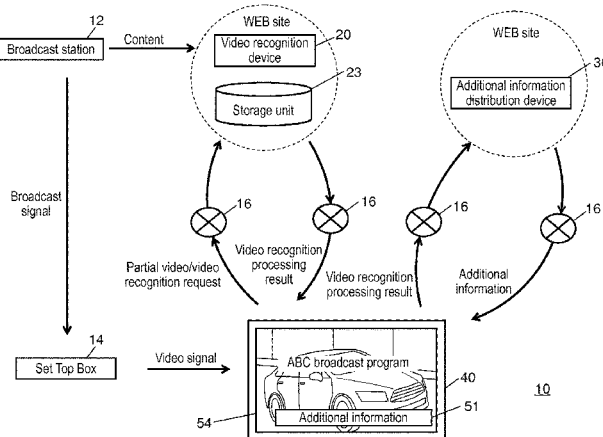 12
Broadcast station
Content
WEB site
20
Video recognition
device
23
Storage unit
WEB site
Additional information
distribution device
Broadcast
signal
16
16
16
16
Partial video/video
recognition request
Video recognition
processing
result
Video recognition
processing result
Additional
information
14
Set Top Box
Video signal
ABC broadcast program
40
54
Additional information
51
10